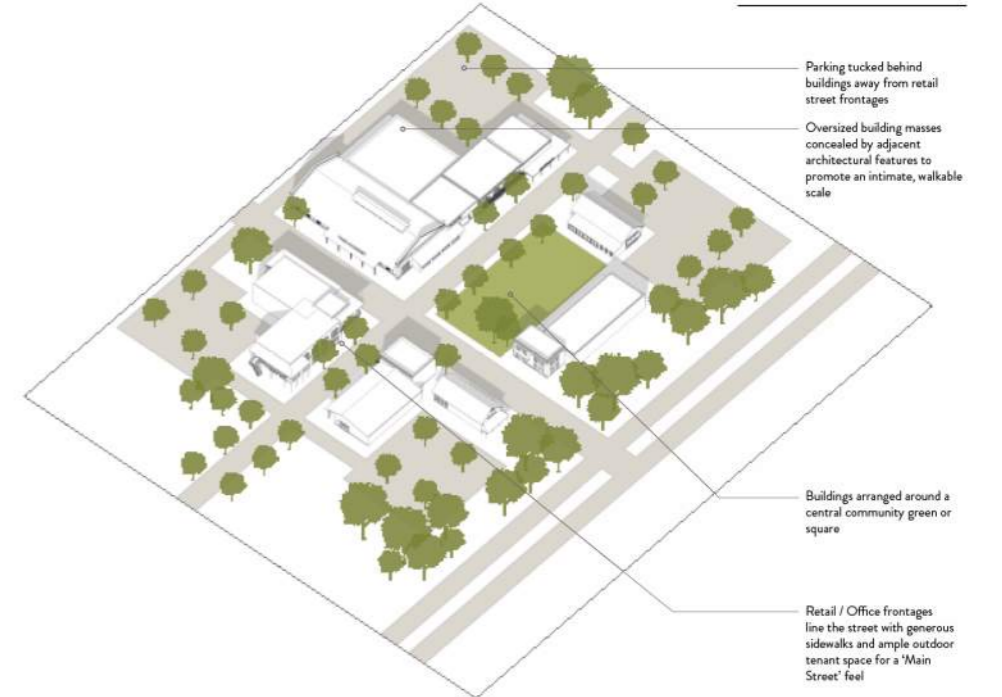 Parking tucked behind
buildings away from retail
street frontages
Oversized building masses
concealed by adjacent
architectural features to
promote an intimate, walkable
scale
Buildings arranged around a
central community green or
square
Retail / Office frontages
line the street with generous
sidewalks and ample outdoor
tenant space for a ‘Main
Street’ feel